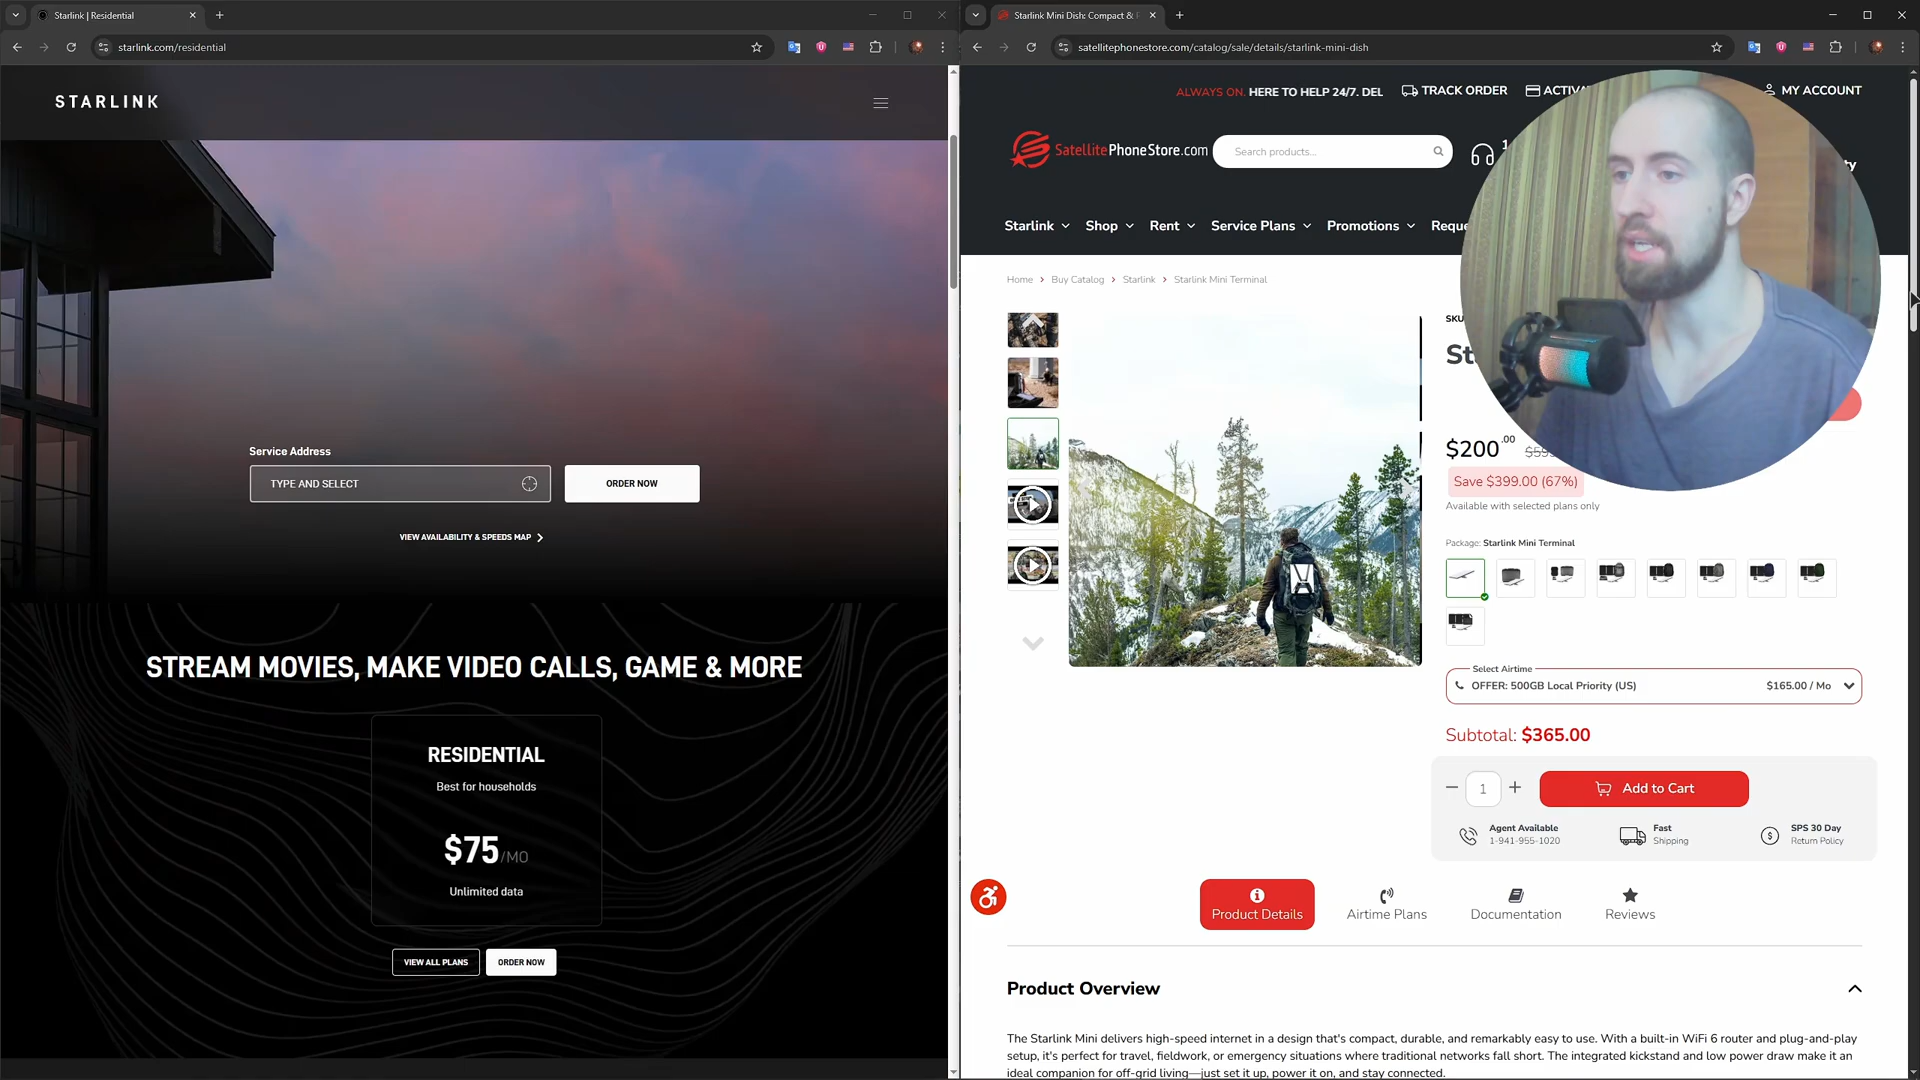 Starlink | Residential
starlink.com/residential
STARLINK
Service Address
TYPE AND SELECT
ORDER NOW
VIEW AVAILABILITY & SPEEDS MAP
STREAM MOVIES, MAKE VIDEO CALLS, GAME & MORE
RESIDENTIAL
Best for households
$75/MO
Unlimited data
VIEW ALL PLANS
ORDER NOW
Starlink Mini Dish: Compact &
satellitephonestore.com/catalog/sale/details/starlink-mini-dish
ALWAYS ON. HERE TO HELP 24/7. DEL
TRACK ORDER
MY ACCOUNT
SatellitePhoneStore.com
Search products...
Starlink
Shop
Rent
Service Plans
Promotions
Home > Buy Catalog > Starlink > Starlink Mini Terminal
SKU
$200.00
Save $399.00 (67%)
Available with selected plans only
Package: Starlink Mini Terminal
Select Airtime
OFFER: 500GB Local Priority (US) $165.00 / Mo
Subtotal: $365.00
1
Add to Cart
Agent Available
1-941-955-1020
Fast
Shipping
SPS 30 Day
Return Policy
Product Details
Airtime Plans
Documentation
Reviews
Product Overview
The Starlink Mini delivers high-speed internet in a design that's compact, durable, and remarkably easy to use. With a built-in WiFi 6 router and plug-and-play
setup, it's perfect for travel, fieldwork, or emergency situations where traditional networks fall short. The integrated kickstand and low power draw make it an
ideal companion for off-grid living—just set it up, power it on, and stay connected.